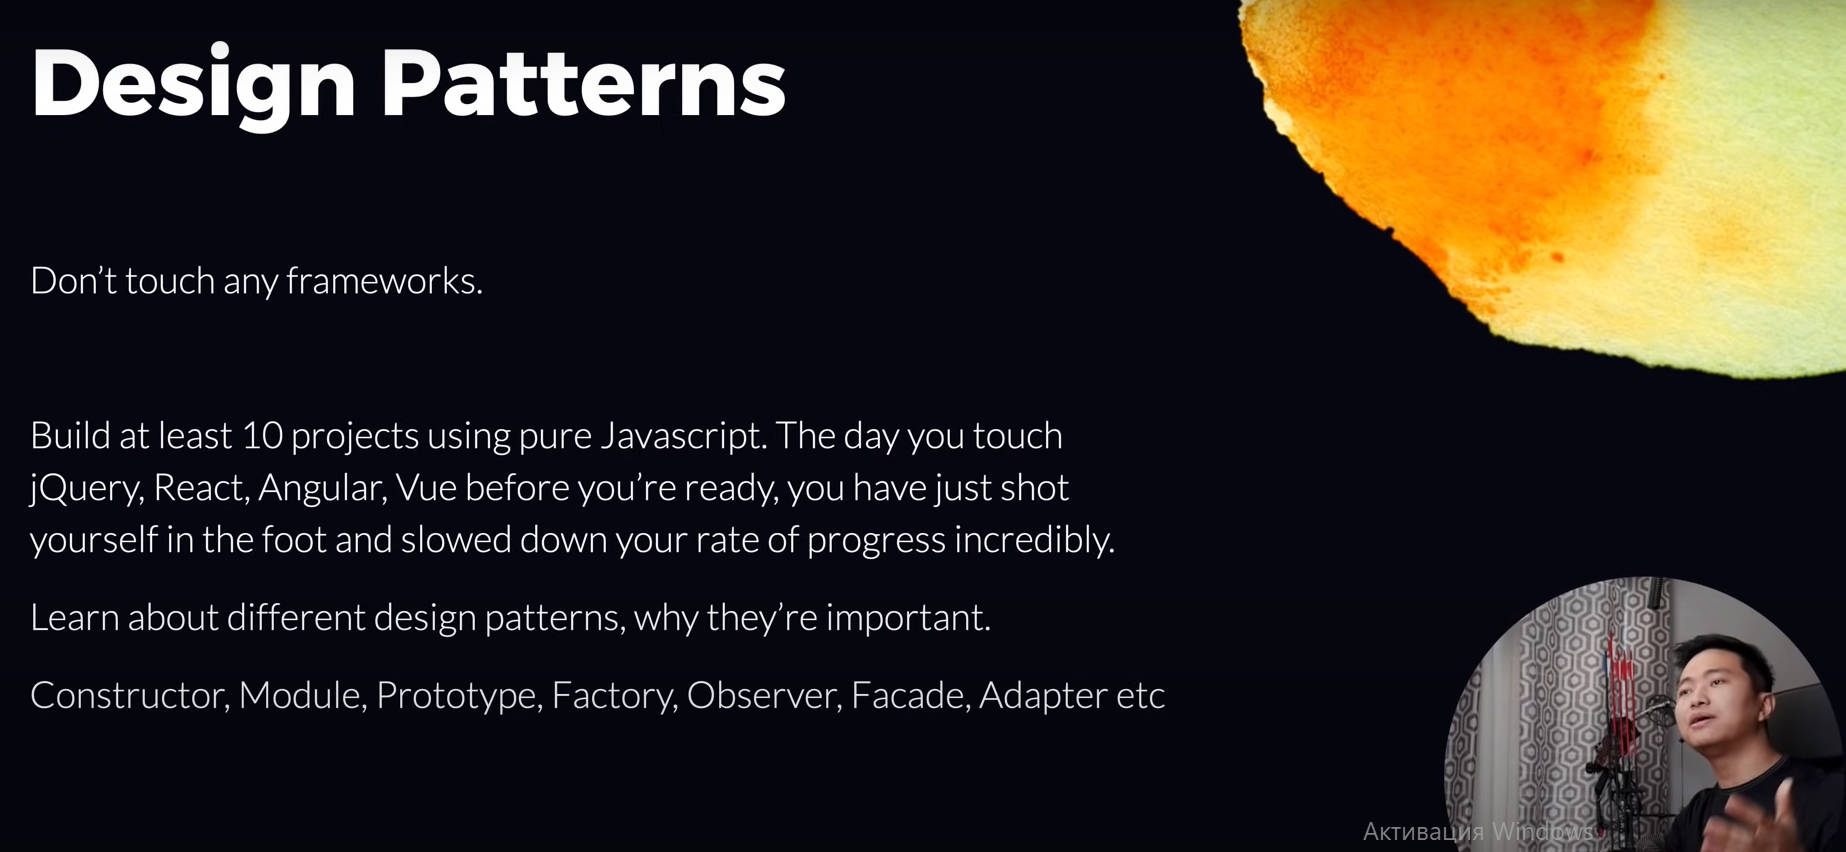 Design Patterns
Don’t touch any frameworks.
Build at least 10 projects using pure Javascript. The day you touch
jQuery, React, Angular, Vue before you’re ready, you have just shot
yourself in the foot and slowed down your rate of progress incredibly.
Learn about different design patterns, why they’re important.
Constructor, Module, Prototype, Factory, Observer, Facade, Adapter etc
Активация Windows